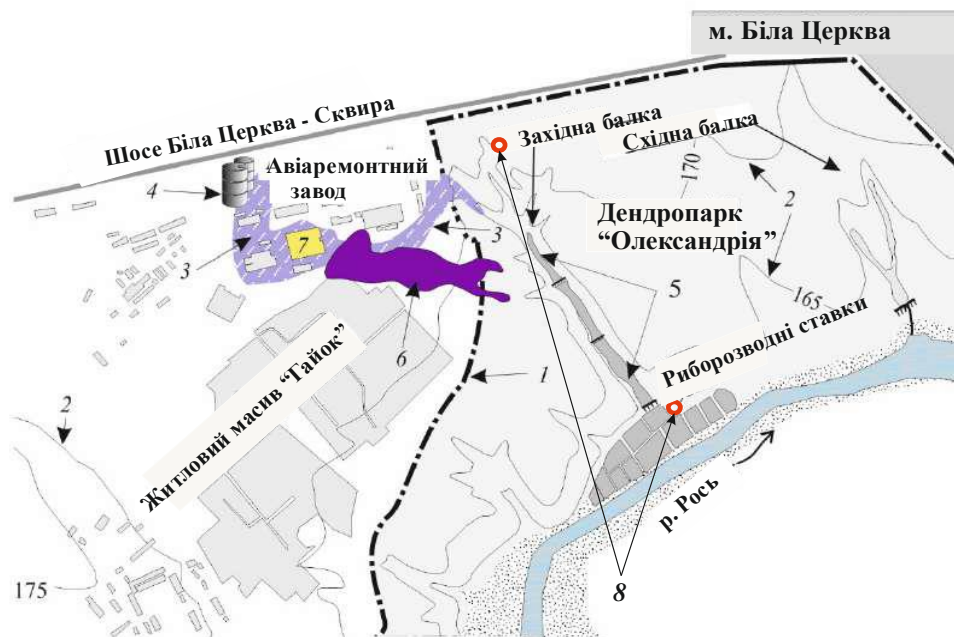 м. Біла Церква
Шосе Біла Церква - Сквира
Західна балка
Східна балка
170
2
4
Авіаремонтний
завод
3
7
3
Дендропарк
“Олександрія”
5
165
6
Риборозводні ставки
1
Житловий масив “Гайок”
2
р. Рось
175
8